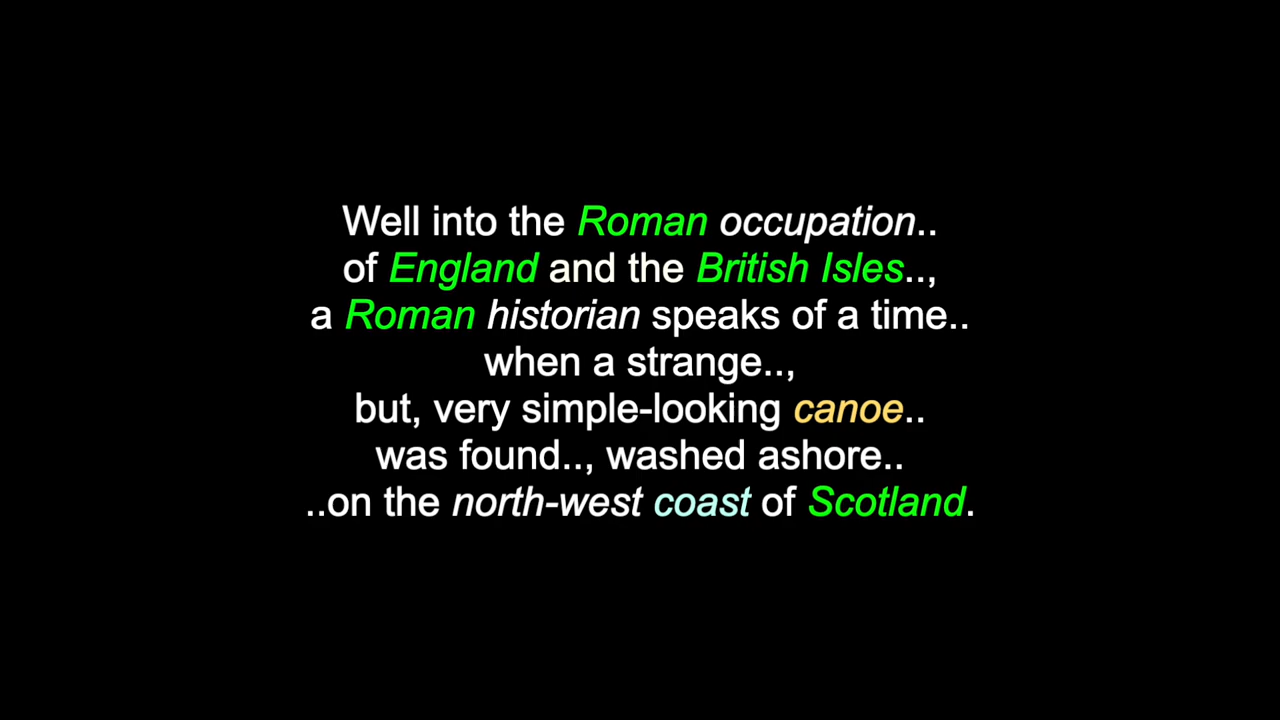 Well into the Roman occupation..
of England and the British Isles..,
a Roman historian speaks of a time..
when a strange..,
but, very simple-looking canoe..
was found.., washed ashore..
..on the north-west coast of Scotland.